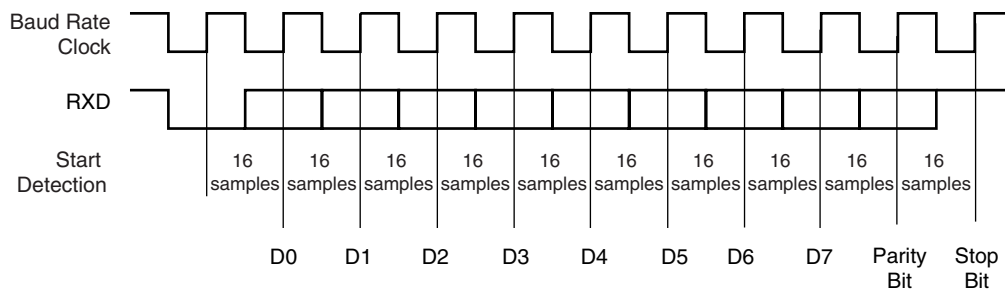 Baud Rate
Clock
RXD
Start
Detection
16
samples
16
samples
16
samples
16
samples
16
samples
16
samples
16
samples
16
samples
16
samples
16
samples
D0
D1
D2
D3
D4
D5
D6
D7
Parity
Bit
Stop
Bit